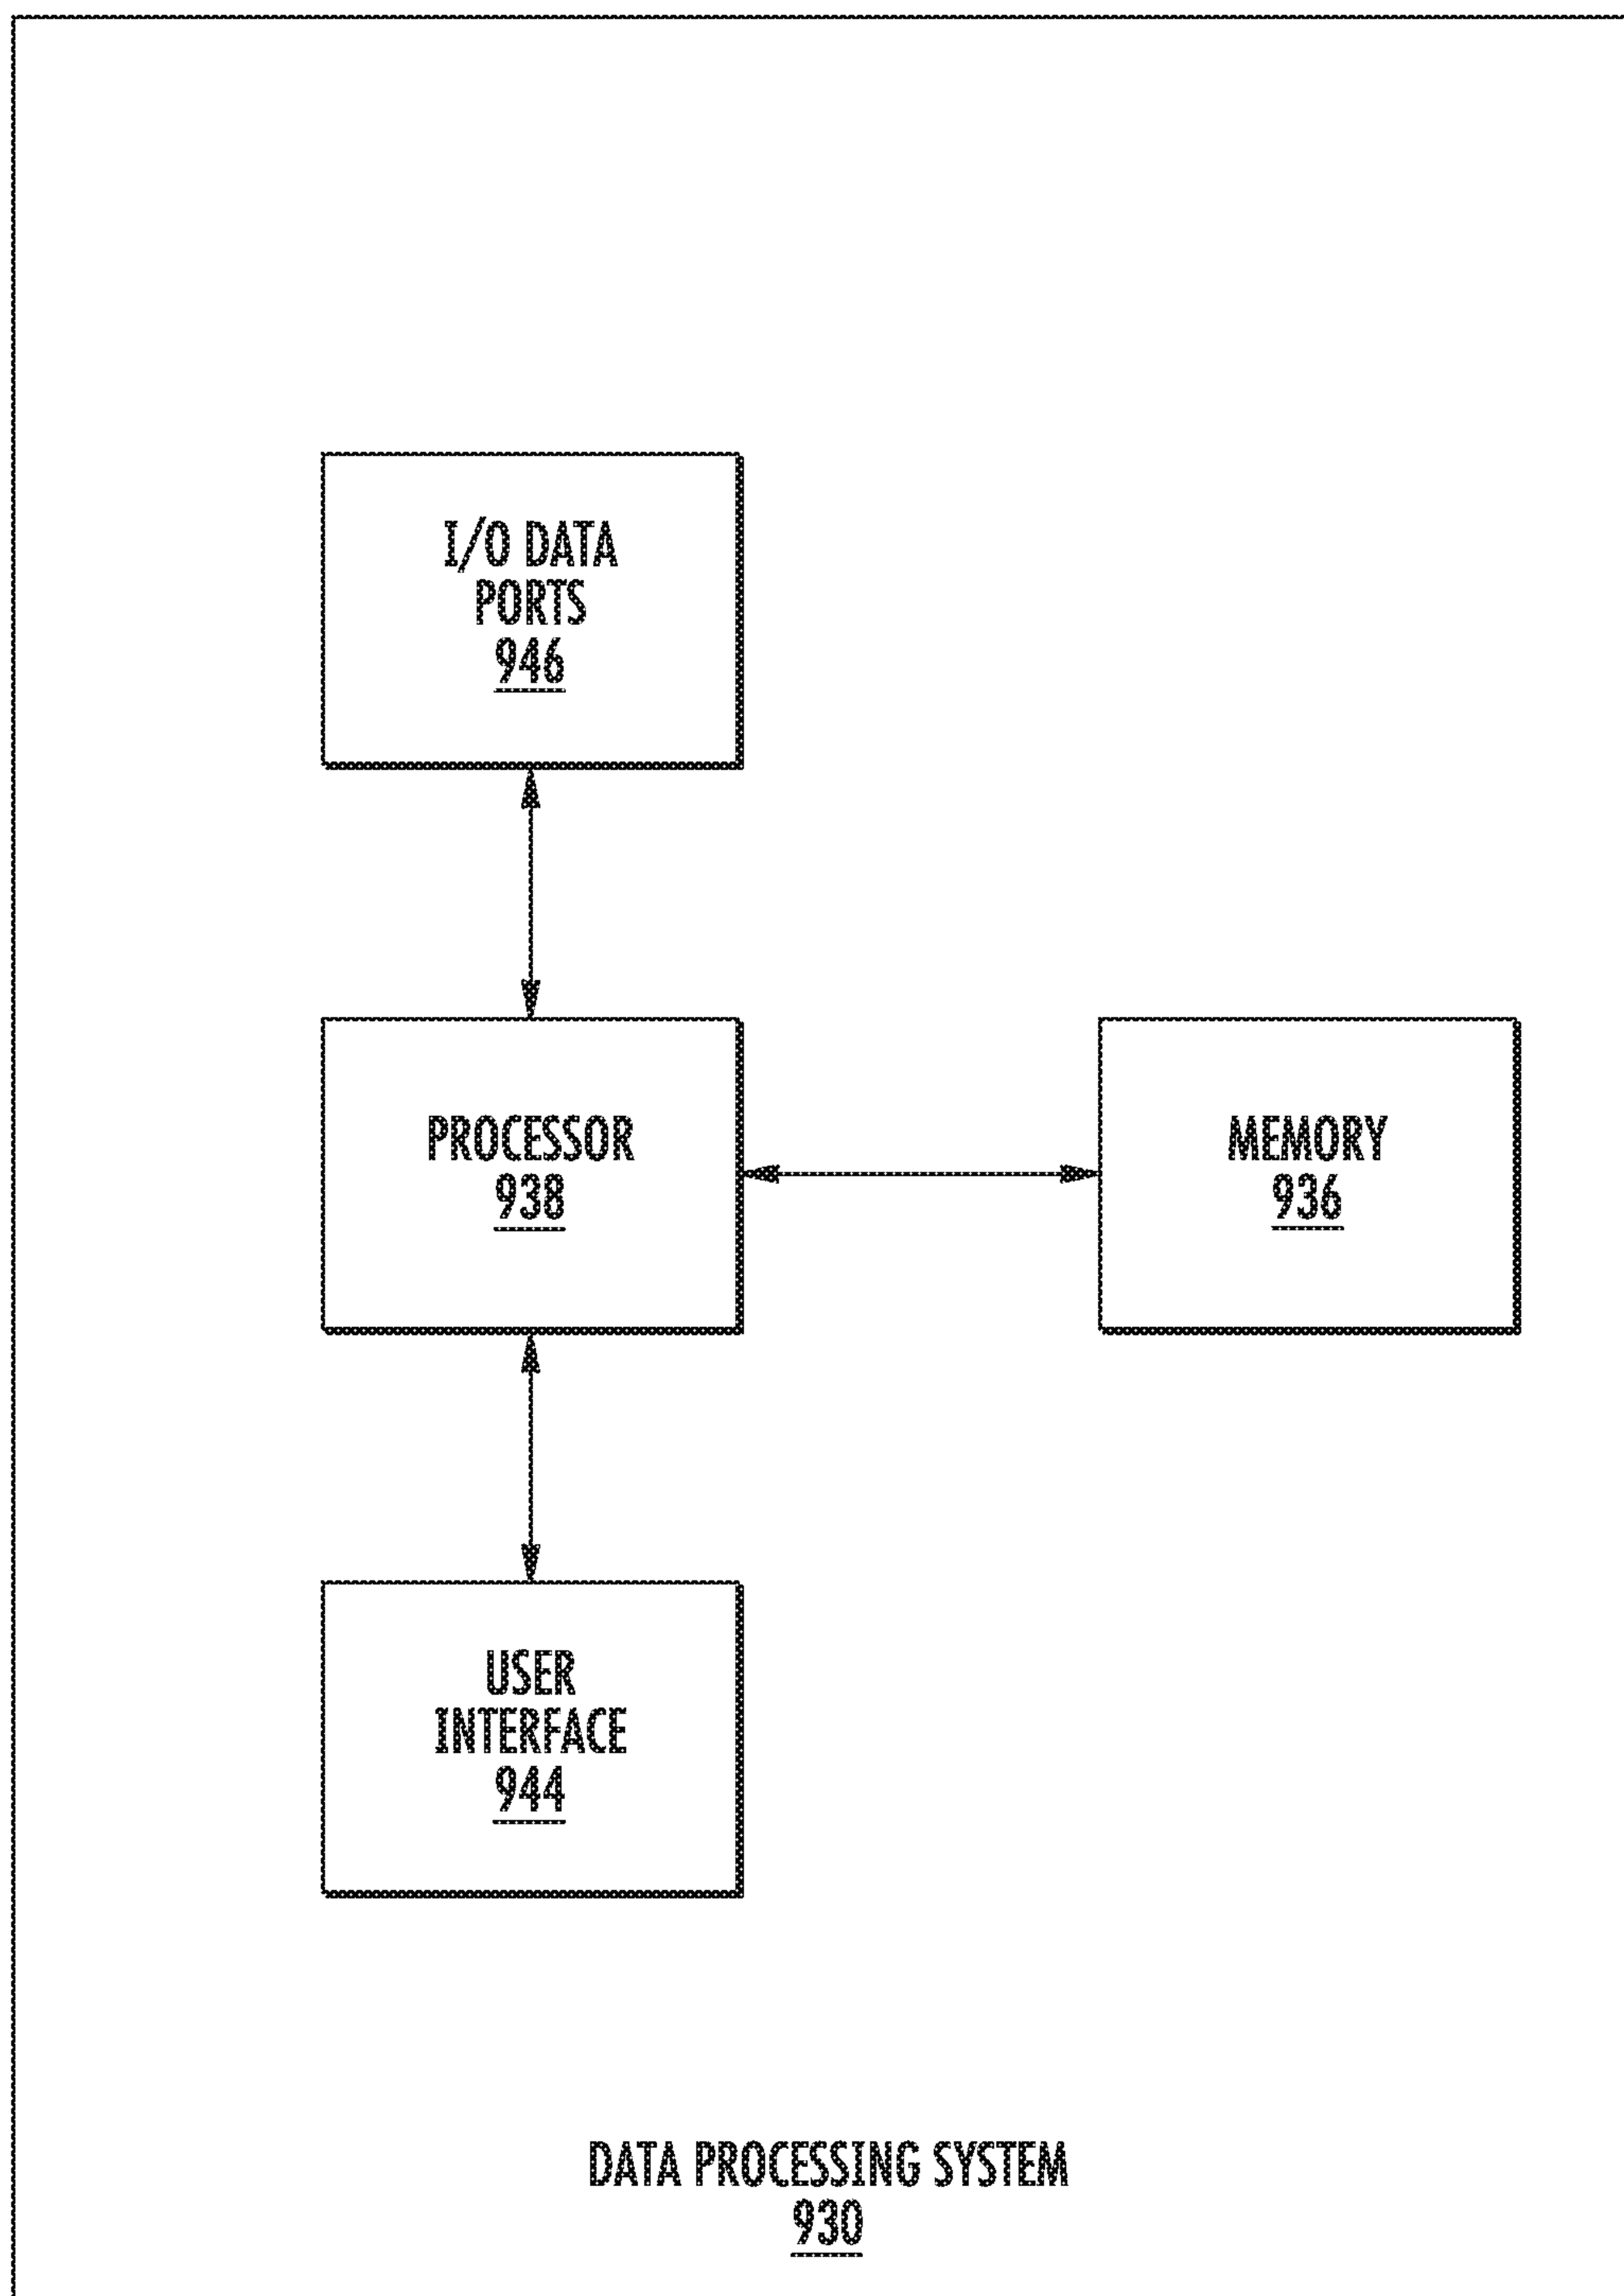 I/O DATA
PORTS
946
PROCESSOR
938
MEMORY
936
USER
INTERFACE
944
DATA PROCESSING SYSTEM
930